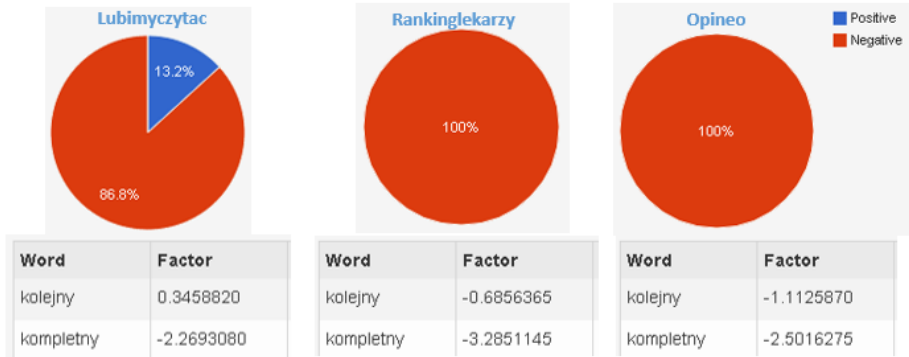 Lubimyczytac
Rankinglekarzy
Opineo
Positive
Negative
13.2%
86.8%
100%
100%
Word Factor
kolejny 0.3458820
kompletny -2.2693080
Word Factor
kolejny -0.6856365
kompletny -3.2851145
Word Factor
kolejny -1.1125870
kompletny -2.5016275